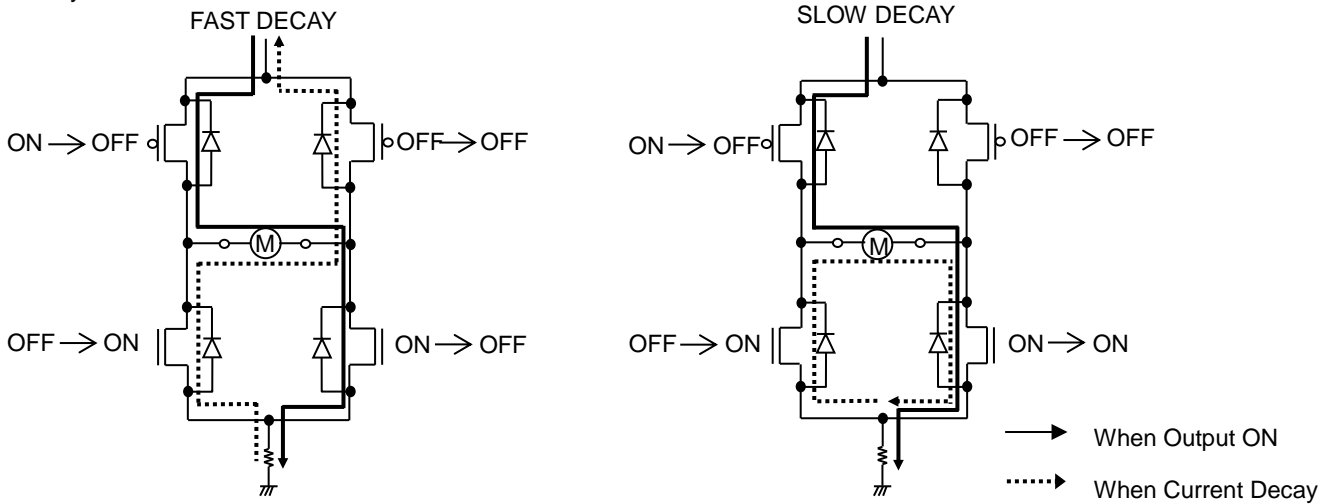 FAST DECAY
SLOW DECAY
ON → OFF
OFF → OFF
ON → OFF
OFF → OFF
M
M
OFF → ON
ON → OFF
OFF → ON
ON → ON
When Output ON
When Current Decay